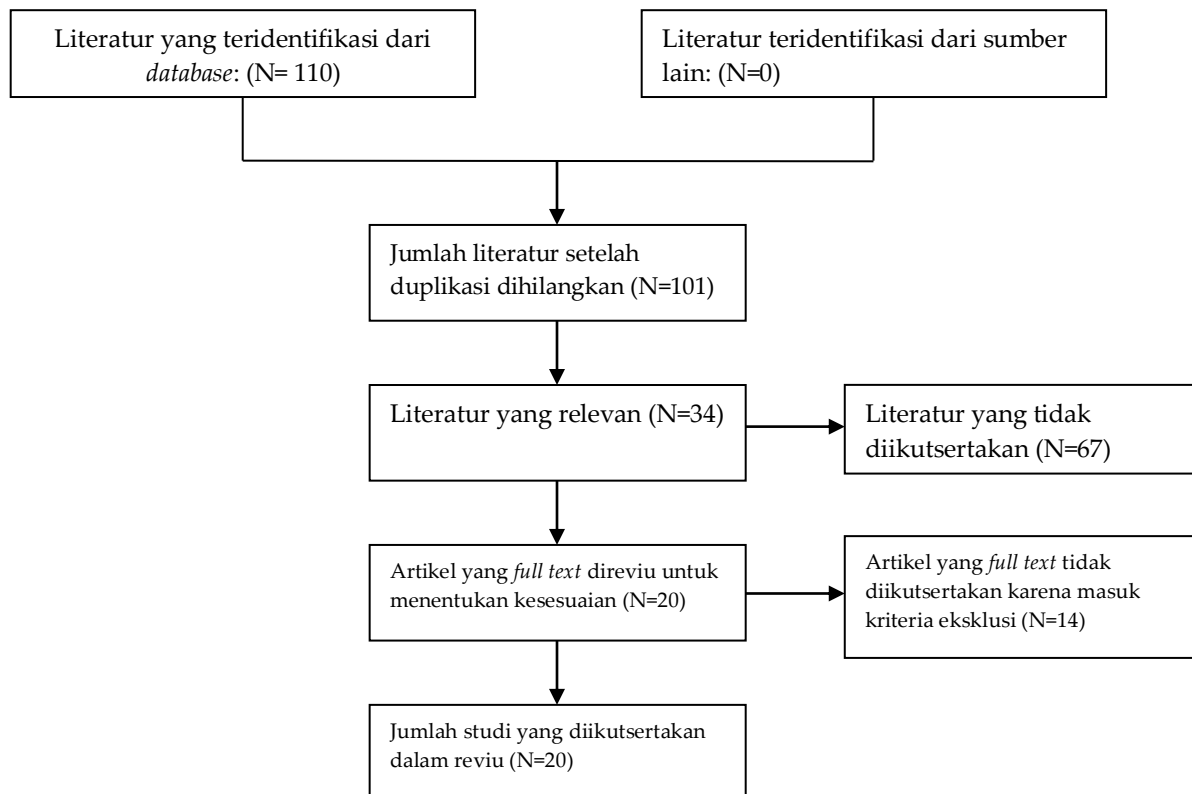 Literatur yang teridentifikasi dari
database: (N= 110)
Literatur teridentifikasi dari sumber
lain: (N=0)
Jumlah literatur setelah
duplikasi dihilangkan (N=101)
Literatur yang relevan (N=34)
Literatur yang tidak
diikutsertakan (N=67)
Artikel yang full text direviu untuk
menentukan kesesuaian (N=20)
Artikel yang full text tidak
diikutsertakan karena masuk
kriteria eksklusi (N=14)
Jumlah studi yang diikutsertakan
dalam reviu (N=20)